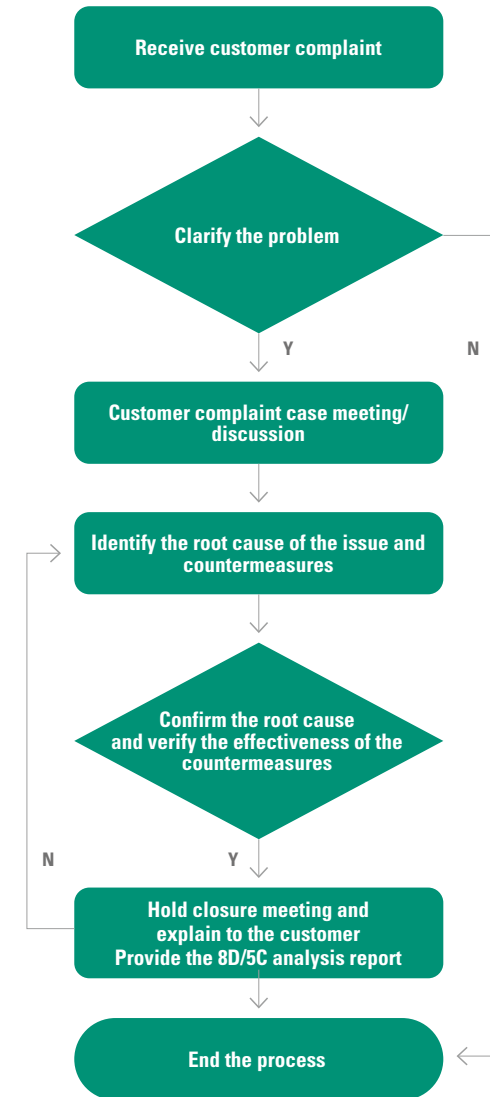 Receive customer complaint
Clarify the problem
Y
N
Customer complaint case meeting/
discussion
Identify the root cause of the issue and
countermeasures
Confirm the root cause
and verify the effectiveness of the
countermeasures
N
Y
Hold closure meeting and
explain to the customer
Provide the 8D/5C analysis report
End the process